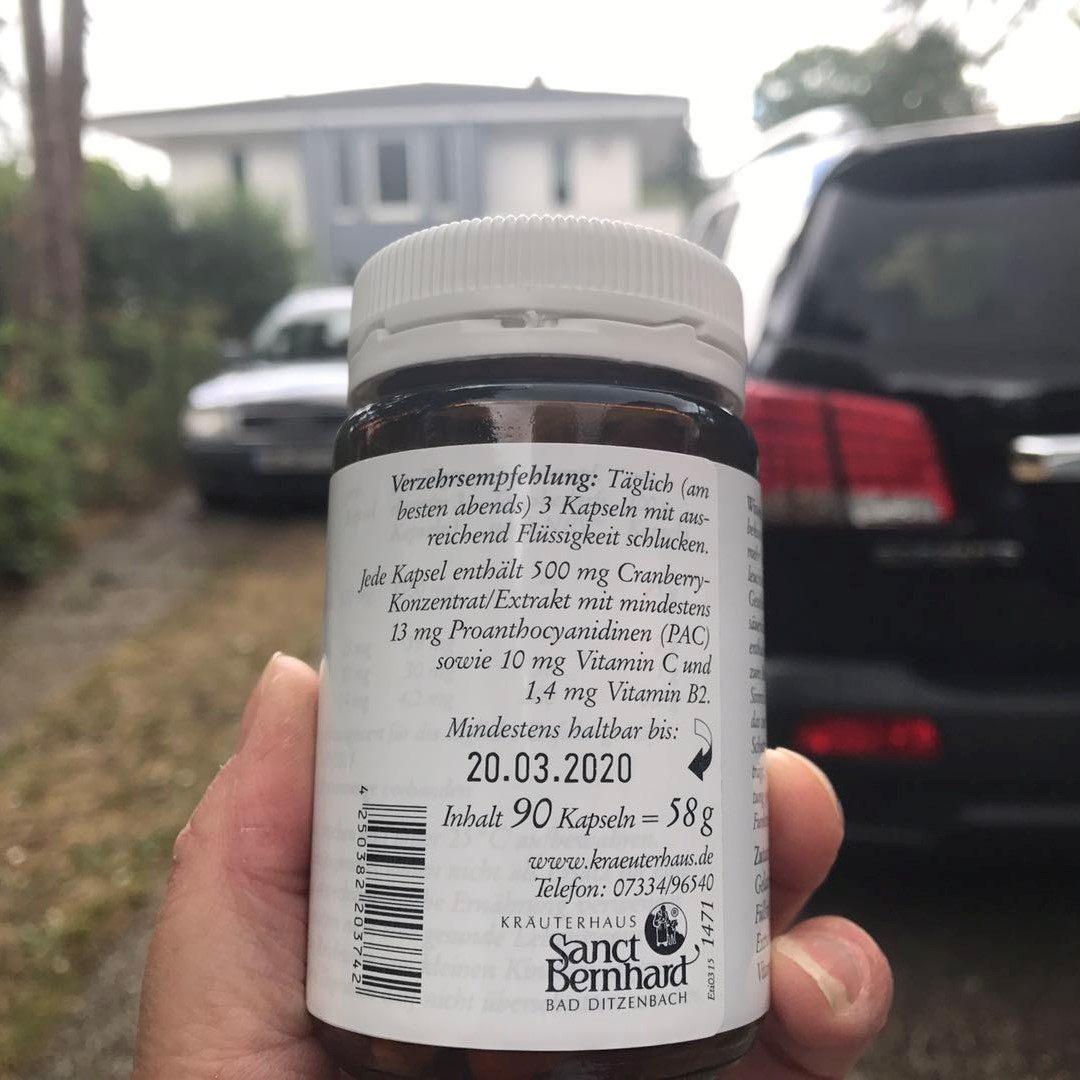 Verzehrsempfehlung: Täglich (am
besten abends) 3 Kapseln mit aus-
reichend Flüssigkeit schlucken.
Jede Kapsel enthält 500 mg Cranberry-
Konzentrat/Extrakt mit mindestens
13 mg Proanthocyanidinen (PAC)
sowie 10 mg Vitamin C und
1,4 mg Vitamin B2.
Mindestens haltbar bis:
20.03.2020
Inhalt 90 Kapseln = 58 g
www.kraeuterhaus.de
Telefon: 07334/96540
KRÄUTERHAUS
Sanct
Bernhard
BAD DITZENBACH
Eti0315 1471
4 250382 203742